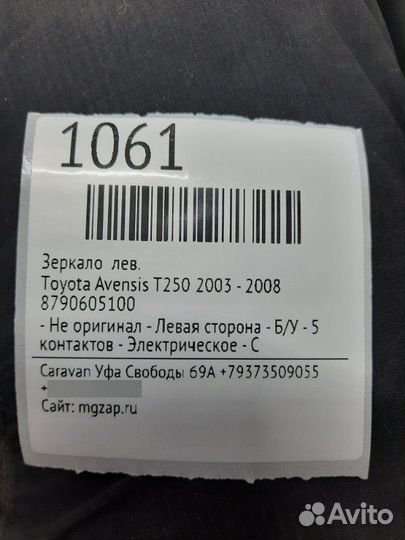 1061
Зеркало лев.
Toyota Avensis T250 2003 - 2008
8790605100
- Не оригинал - Левая сторона - Б/У - 5
контактов - Электрическое - С
Caravan Уфа Свободы 69А +79373509055
+
Сайт: mgzap.ru
Avito